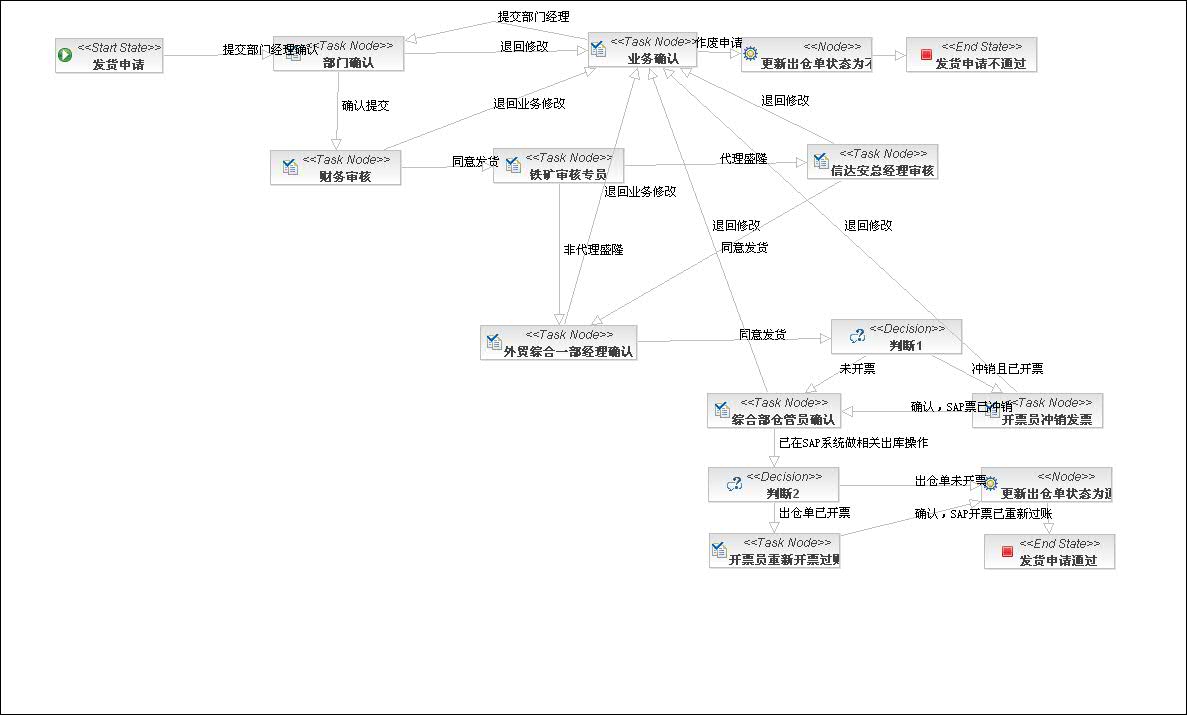 提交部门经理
<<Start State>>
发货申请
提交部门经理确认
<<Task Node>>
部门确认
退回修改
<<Task Node>>
业务确认
作废申请
<<Node>>
更新出仓单状态为不
<<End State>>
发货申请不通过
确认提交
退回业务修改
退回修改
<<Task Node>>
财务审核
同意发货
<<Task Node>>
铁矿审核专员
代理盛隆
<<Task Node>>
信达安总经理审核
退回业务修改
退回修改
退回修改
非代理盛隆
同意发货
<<Task Node>>
外贸综合一部经理确认
同意发货
<<Decision>>
判断1
未开票
冲销且已开票
<<Task Node>>
综合部仓管员确认
确认，SAP票已冲销
<<Task Node>>
开票员冲销发票
已在SAP系统做相关出库操作
<<Decision>>
判断2
出仓单未开票
<<Node>>
更新出仓单状态为通
出仓单已开票
确认，SAP开票已重新过账
<<Task Node>>
开票员重新开票过账
<<End State>>
发货申请通过